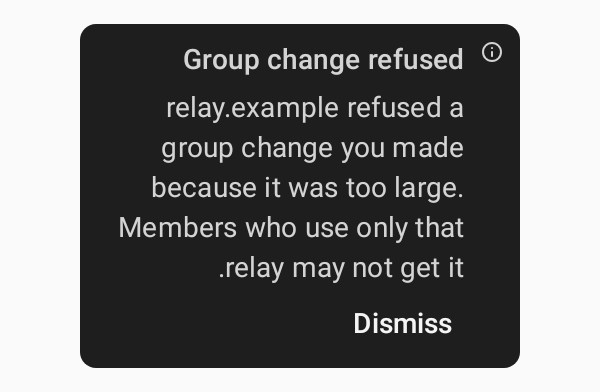 Group change refused
relay.example refused a
group change you made
because it was too large.
Members who use only that
.relay may not get it
Dismiss